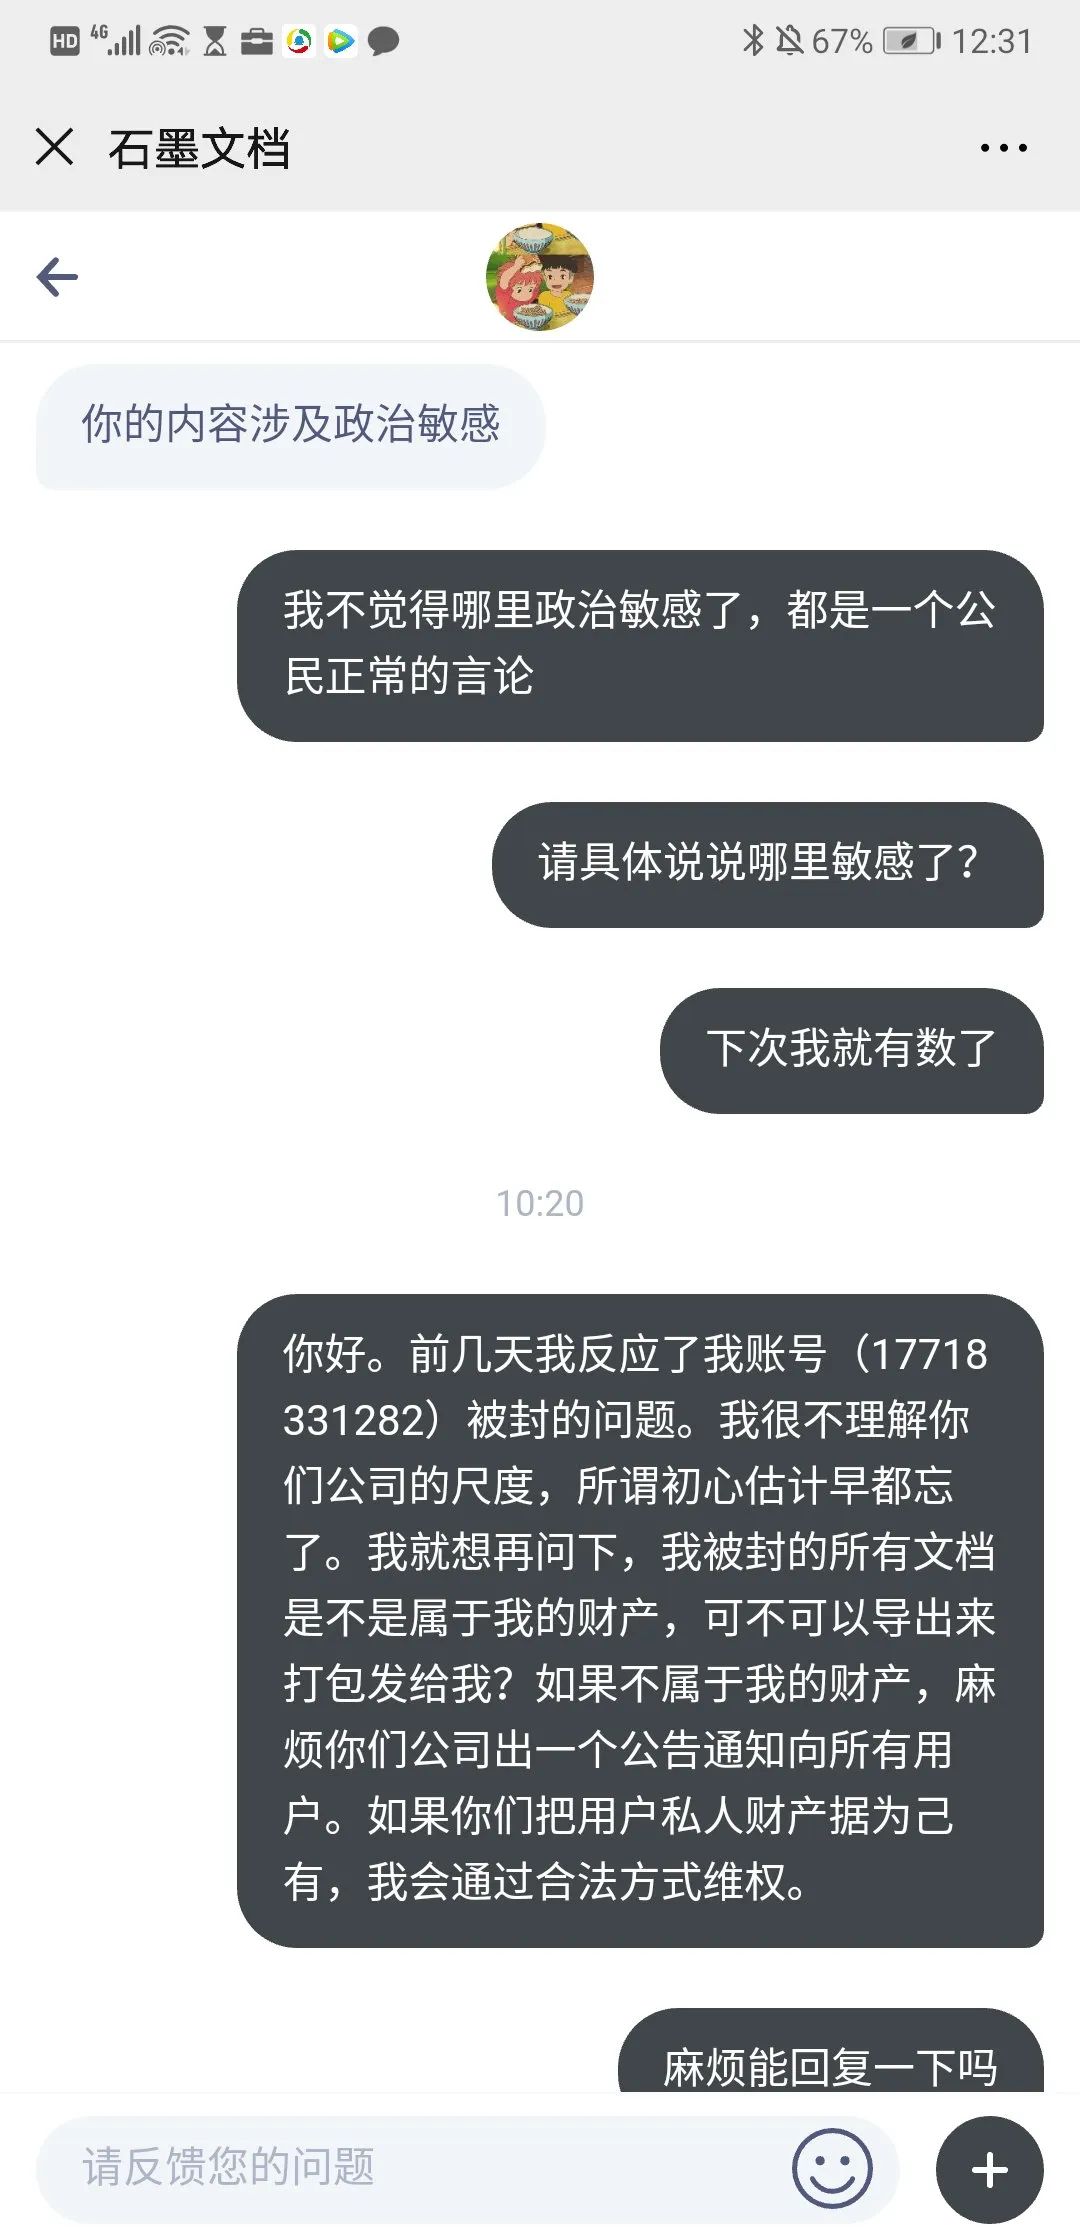 HD 4G 67% 12:31
石墨文档
你的内容涉及政治敏感
我不觉得哪里政治敏感了，都是一个公
民正常的言论
请具体说说哪里敏感了？
下次我就有数了
10:20
你好。前几天我反应了我账号（17718
331282）被封的问题。我很不理解你
们公司的尺度，所谓初心估计早都忘
了。我就想再问下，我被封的所有文档
是不是属于我的财产，可不可以导出来
打包发给我？如果不属于我的财产，麻
烦你们公司出一个公告通知向所有用
户。如果你们把用户私人财产据为己
有，我会通过合法方式维权。
麻烦能回复一下吗
请反馈您的问题